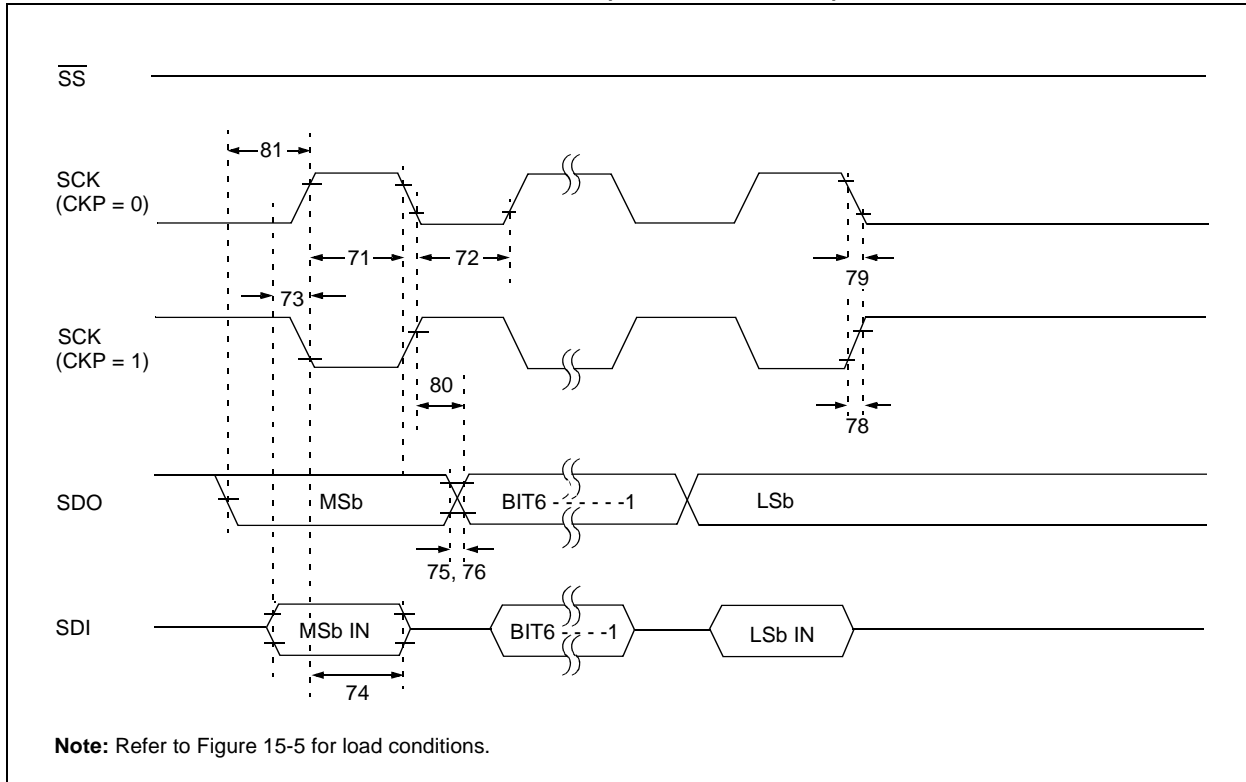 SS
81
SCK
(CKP = 0)
71
72
79
73
SCK
(CKP = 1)
80
78
SDO
MSb
BIT6 - - - - - -1
LSb
75, 76
SDI
MSb IN
BIT6 - - - -1
LSb IN
74
Note: Refer to Figure 15-5 for load conditions.